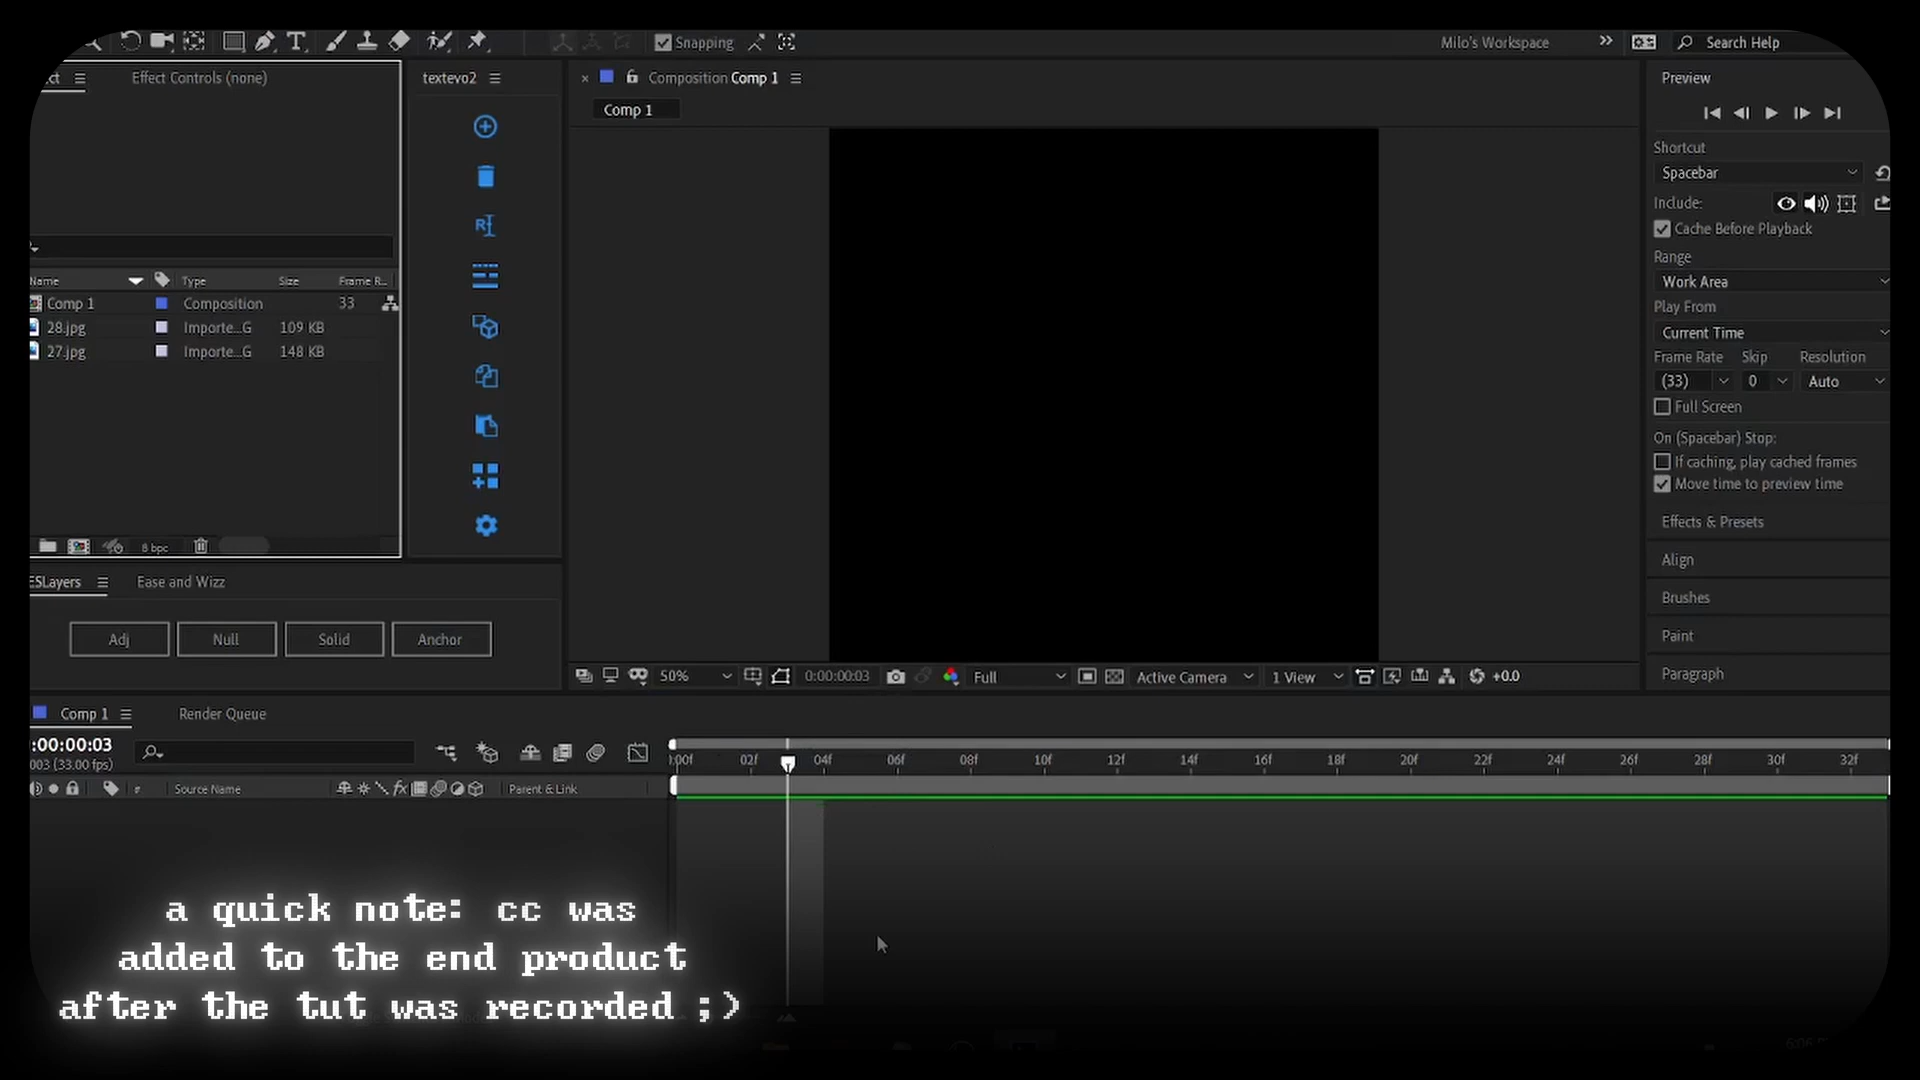 Snapping
Milo's Workspace
Search Help
ct
Effect Controls (none)
textevo2
Composition Comp 1
Preview
Comp 1
Shortcut
Spacebar
Include:
Cache Before Playback
Range
Work Area
Play From
Current Time
Frame Rate Skip Resolution
(33) 0 Auto
Full Screen
On (Spacebar) Stop:
If caching, play cached frames
Move time to preview time
Effects & Presets
Align
Brushes
Paint
Paragraph
Name Type Size Frame R...
Comp 1 Composition 33
28.jpg Importe...G 109 KB
27.jpg Importe...G 148 KB
8 bpc
ESLayers
Ease and Wizz
Adj Null Solid Anchor
50% 0:00:00:03 Full Active Camera 1 View +0.0
Comp 1
Render Queue
:00:00:03
003 (33.00 fps)
# Source Name fx Parent & Link
:00f 02f 04f 06f 08f 10f 12f 14f 16f 18f 20f 22f 24f 26f 28f 30f 32f
a quick note: cc was
added to the end product
after the tut was recorded ;)